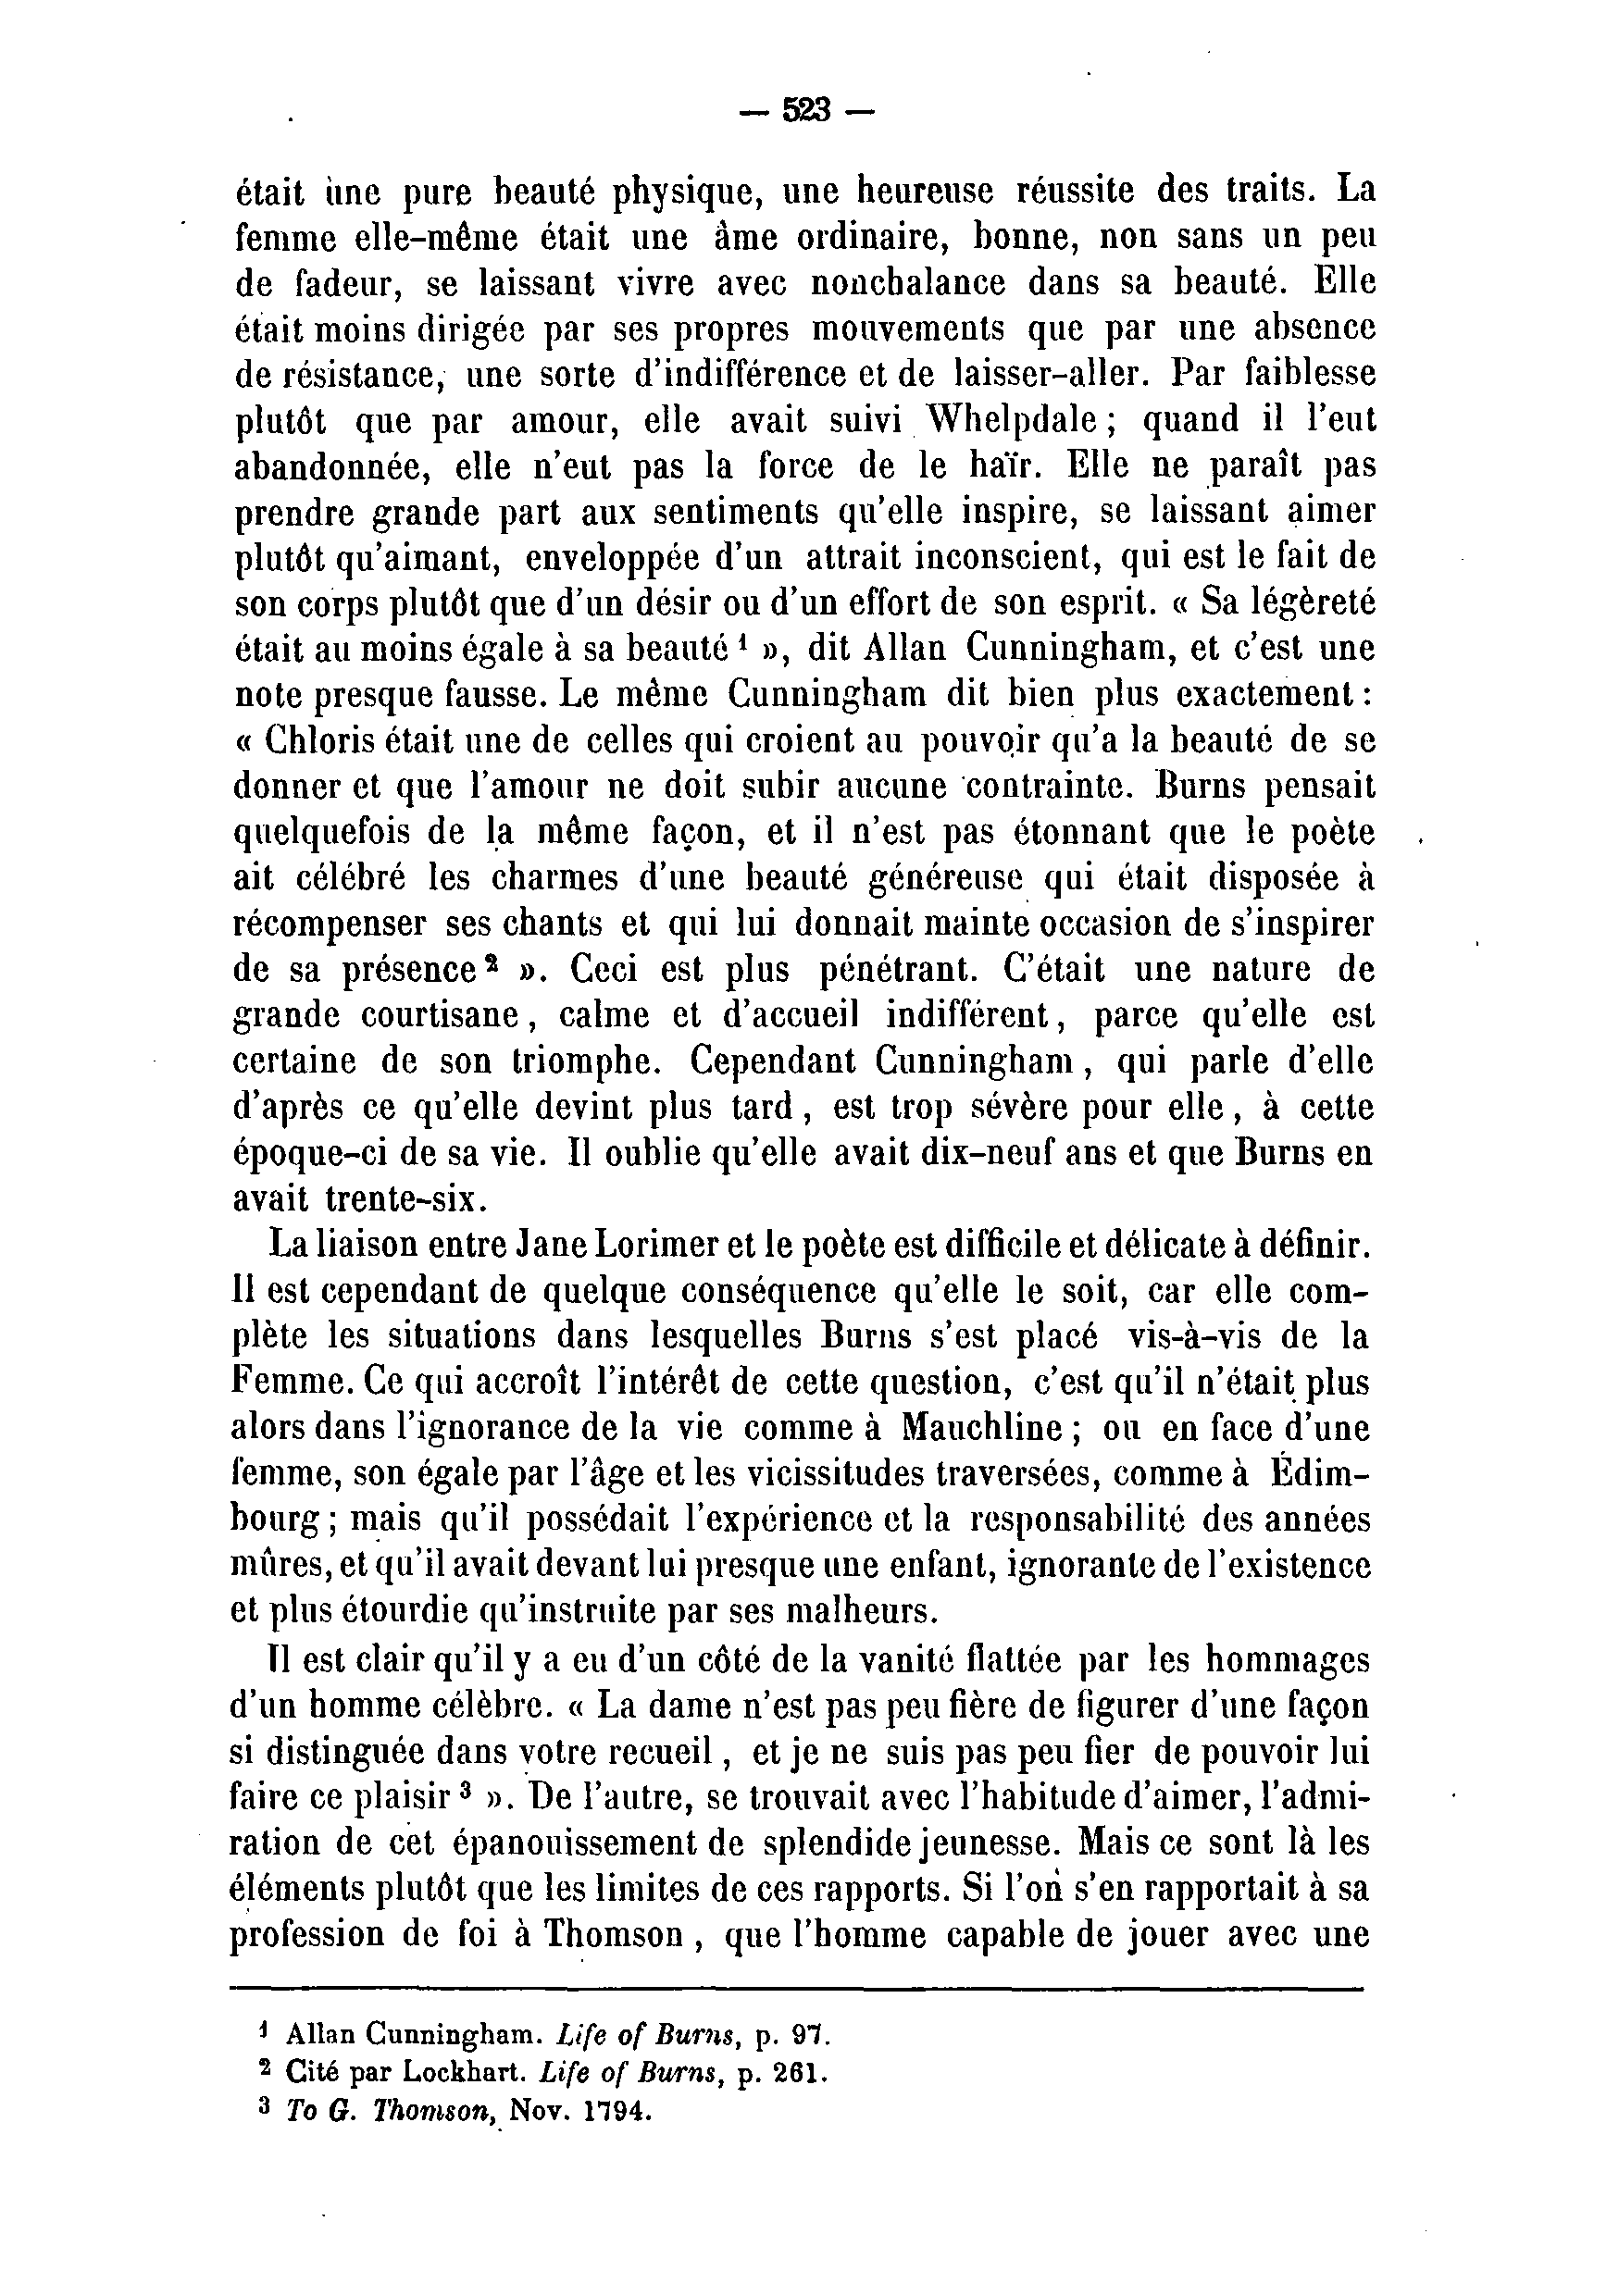 — 523 —
était une pure beauté physique, une heureuse réussite des traits. La
femme elle-même était une âme ordinaire, bonne, non sans un peu
de fadeur, se laissant vivre avec nonchalance dans sa beauté. Elle
était moins dirigée par ses propres mouvements que par une absence
de résistance, une sorte d'indifférence et de laisser-aller. Par faiblesse
plutôt que par amour, elle avait suivi Whelpdale ; quand il l'eut
abandonnée, elle n'eut pas la force de le haïr. Elle ne paraît pas
prendre grande part aux sentiments qu'elle inspire, se laissant aimer
plutôt qu'aimant, enveloppée d'un attrait inconscient, qui est le fait de
son corps plutôt que d'un désir ou d'un effort de son esprit. « Sa légèreté
était au moins égale à sa beauté ¹ », dit Allan Cunningham, et c'est une
note presque fausse. Le même Cunningham dit bien plus exactement :
« Chloris était une de celles qui croient au pouvoir qu'a la beauté de se
donner et que l'amour ne doit subir aucune contrainte. Burns pensait
quelquefois de la même façon, et il n'est pas étonnant que le poète
ait célébré les charmes d'une beauté généreuse qui était disposée à
récompenser ses chants et qui lui donnait mainte occasion de s'inspirer
de sa présence ² ». Ceci est plus pénétrant. C'était une nature de
grande courtisane, calme et d'accueil indifférent, parce qu'elle est
certaine de son triomphe. Cependant Cunningham, qui parle d'elle
d'après ce qu'elle devint plus tard, est trop sévère pour elle, à cette
époque-ci de sa vie. Il oublie qu'elle avait dix-neuf ans et que Burns en
avait trente-six.
La liaison entre Jane Lorimer et le poète est difficile et délicate à définir.
Il est cependant de quelque conséquence qu'elle le soit, car elle com-
plète les situations dans lesquelles Burns s'est placé vis-à-vis de la
Femme. Ce qui accroît l'intérêt de cette question, c'est qu'il n'était plus
alors dans l'ignorance de la vie comme à Mauchline ; ou en face d'une
femme, son égale par l'âge et les vicissitudes traversées, comme à Édim-
bourg ; mais qu'il possédait l'expérience et la responsabilité des années
mûres, et qu'il avait devant lui presque une enfant, ignorante de l'existence
et plus étourdie qu'instruite par ses malheurs.
Il est clair qu'il y a eu d'un côté de la vanité flattée par les hommages
d'un homme célèbre. « La dame n'est pas peu fière de figurer d'une façon
si distinguée dans votre recueil, et je ne suis pas peu fier de pouvoir lui
faire ce plaisir ³ ». De l'autre, se trouvait avec l'habitude d'aimer, l'admi-
ration de cet épanouissement de splendide jeunesse. Mais ce sont là les
éléments plutôt que les limites de ces rapports. Si l'on s'en rapportait à sa
profession de foi à Thomson, que l'homme capable de jouer avec une
¹ Allan Cunningham. Life of Burns, p. 97.
² Cité par Lockhart. Life of Burns, p. 261.
³ To G. Thomson, Nov. 1794.